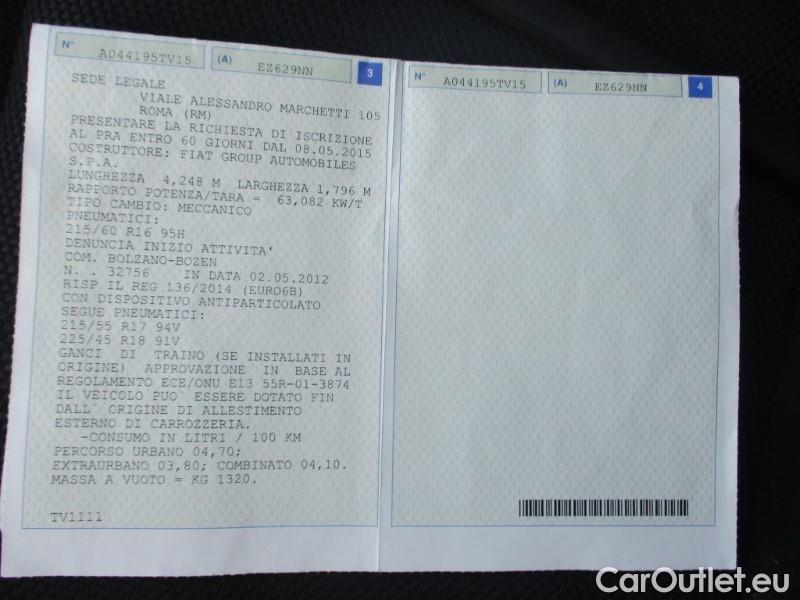 N° A044195TV15 (A) EZ629NN 3
SEDE LEGALE
VIALE ALESSANDRO MARCHETTI 105
ROMA (RM)
PRESENTARE LA RICHIESTA DI ISCRIZIONE
AL PRA ENTRO 60 GIORNI DAL 08.05.2015
COSTRUTTORE: FIAT GROUP AUTOMOBILES
S.P.A.
LUNGHEZZA 4,248 M LARGHEZZA 1,796 M
RAPPORTO POTENZA/TARA = 63,082 KW/T
TIPO CAMBIO: MECCANICO
PNEUMATICI:
215/60 R16 95H
DENUNCIA INIZIO ATTIVITA'
COM. BOLZANO-BOZEN
N. . 32756 IN DATA 02.05.2012
RISP IL REG 136/2014 (EURO6B)
CON DISPOSITIVO ANTIPARTICOLATO
SEGUE PNEUMATICI:
215/55 R17 94V
225/45 R18 91V
GANCI DI TRAINO (SE INSTALLATI IN
ORIGINE) APPROVAZIONE IN BASE AL
REGOLAMENTO ECE/ONU E13 55R-01-3874
IL VEICOLO PUO` ESSERE DOTATO FIN
DALL` ORIGINE DI ALLESTIMENTO
ESTERNO DI CARROZZERIA.
-CONSUMO IN LITRI / 100 KM
PERCORSO URBANO 04,70;
EXTRAURBANO 03,80; COMBINATO 04,10.
MASSA A VUOTO = KG 1320.
TV1111
N° A044195TV15 (A) EZ629NN 4
CarOutlet.eu